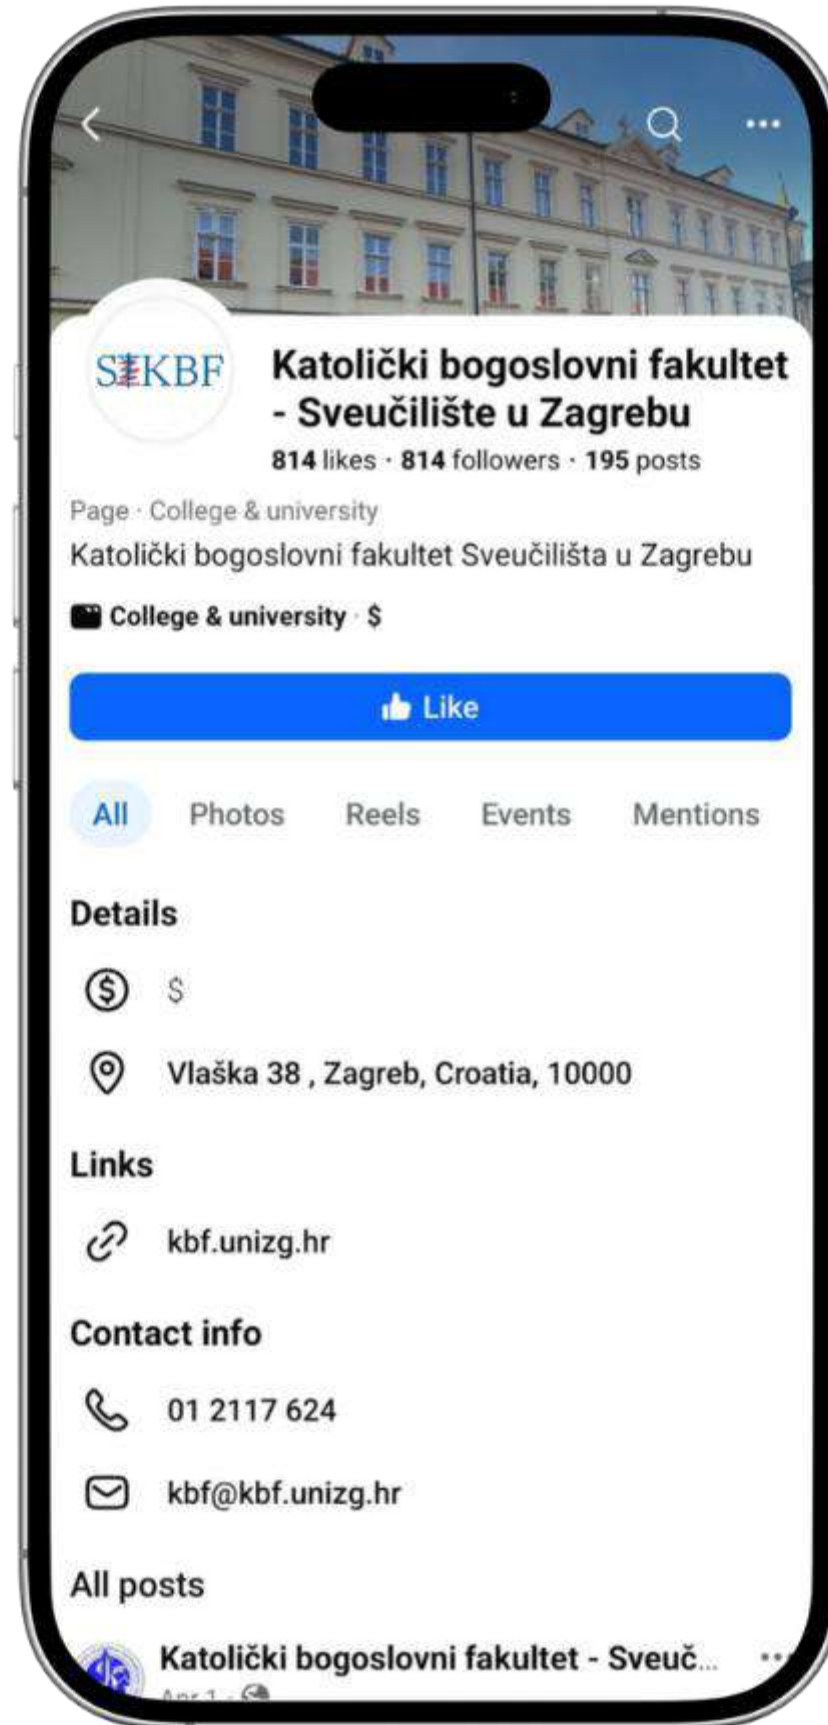 Katolički bogoslovni fakultet
- Sveučilište u Zagrebu
814 likes · 814 followers · 195 posts
Page · College & university
Katolički bogoslovni fakultet Sveučilišta u Zagrebu
College & university · $
Like
All Photos Reels Events Mentions
Details
$
Vlaška 38 , Zagreb, Croatia, 10000
Links
kbf.unizg.hr
Contact info
01 2117 624
kbf@kbf.unizg.hr
All posts
Katolički bogoslovni fakultet - Sveuč...
Apr 1 ·